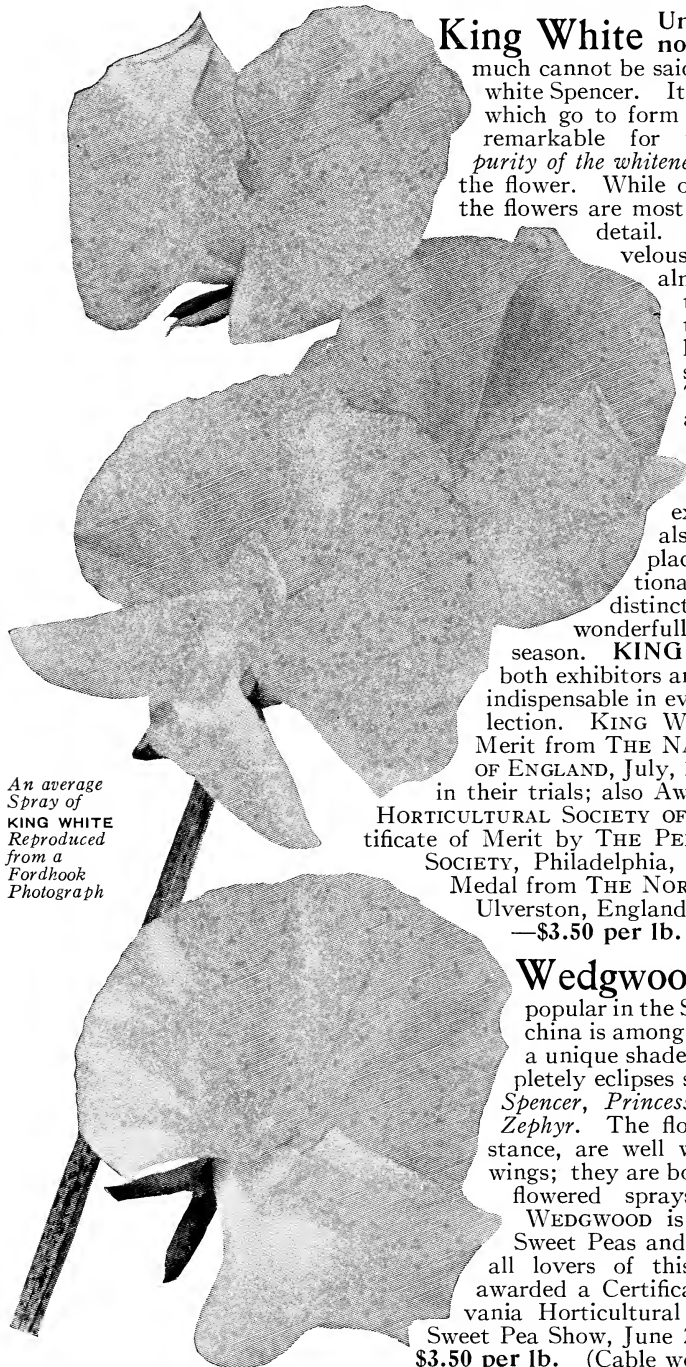 King White Un
no
much cannot be said
white Spencer. It
which go to form
remarkable for
purity of the whitene
the flower. While o
the flowers are most
detail.
velous
alm
ex
als
plac
tiona
distinct
wonderfull
season. KING
both exhibitors an
indispensable in ev
lection. KING W
Merit from THE NA
OF ENGLAND, July,
in their trials; also Aw
HORTICULTURAL SOCIETY OF
tificate of Merit by THE PE
SOCIETY, Philadelphia,
Medal from THE NOR
Ulverston, England
—$3.50 per lb.
An average
Spray of
KING WHITE
Reproduced
from a
Fordhook
Photograph
Wedgwoo
popular in the S
china is among
a unique shade
pletely eclipses s
Spencer, Princess
Zephyr. The flo
stance, are well w
wings; they are bo
flowered sprays
WEDGWOOD is
Sweet Peas and
all lovers of this
awarded a Certifica
vania Horticultural
Sweet Pea Show, June 2
$3.50 per lb. (Cable wo